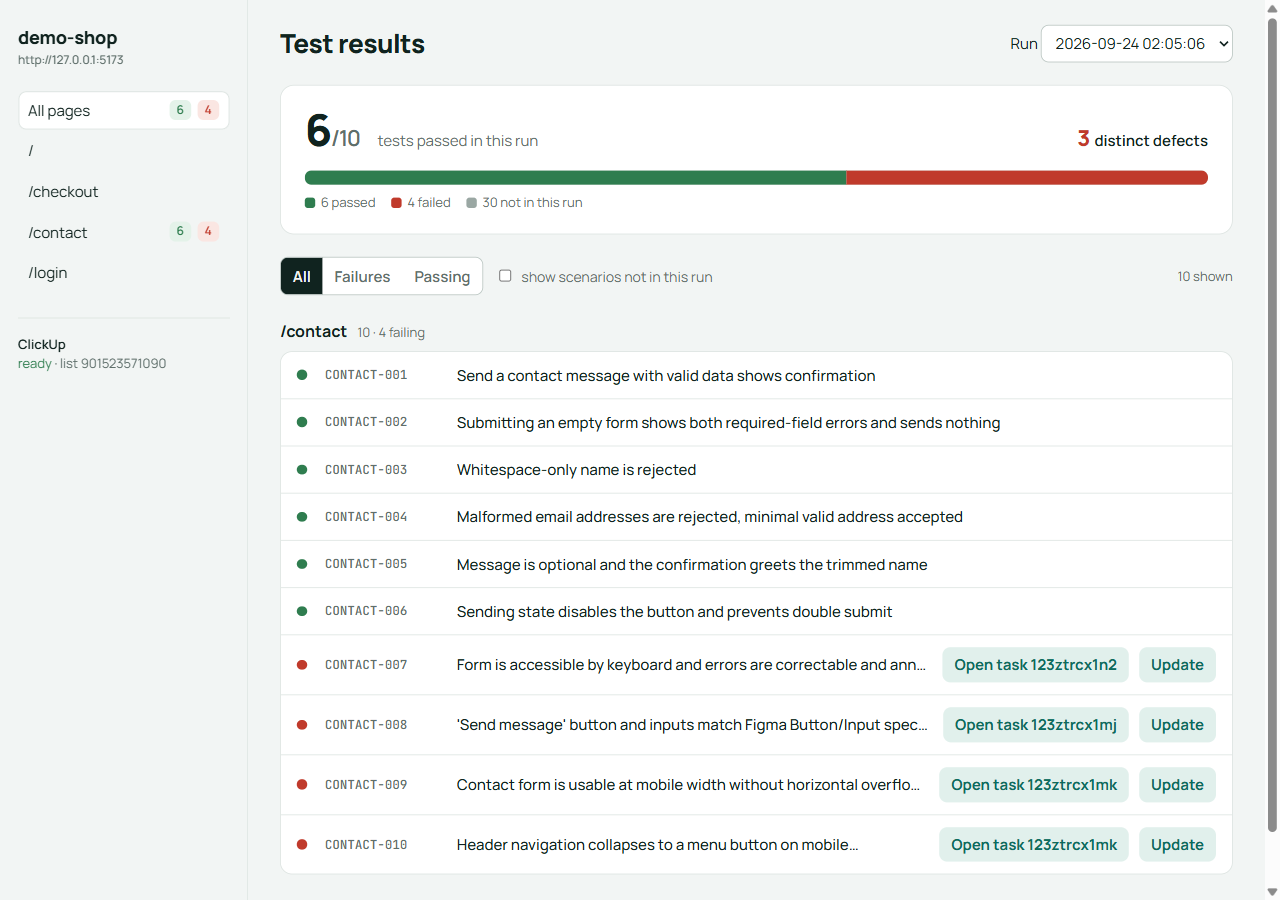 demo-shop
http://127.0.0.1:5173
All pages 6 4
/
/checkout
/contact 6 4
/login
ClickUp
ready · list 901523571090
Test results
Run 2026-09-24 02:05:06
6/10 tests passed in this run
3 distinct defects
6 passed 4 failed 30 not in this run
All Failures Passing show scenarios not in this run
10 shown
/contact 10 · 4 failing
CONTACT-001 Send a contact message with valid data shows confirmation
CONTACT-002 Submitting an empty form shows both required-field errors and sends nothing
CONTACT-003 Whitespace-only name is rejected
CONTACT-004 Malformed email addresses are rejected, minimal valid address accepted
CONTACT-005 Message is optional and the confirmation greets the trimmed name
CONTACT-006 Sending state disables the button and prevents double submit
CONTACT-007 Form is accessible by keyboard and errors are correctable and ann… Open task 123ztrcx1n2 Update
CONTACT-008 'Send message' button and inputs match Figma Button/Input spec… Open task 123ztrcx1mj Update
CONTACT-009 Contact form is usable at mobile width without horizontal overflo… Open task 123ztrcx1mk Update
CONTACT-010 Header navigation collapses to a menu button on mobile… Open task 123ztrcx1mk Update